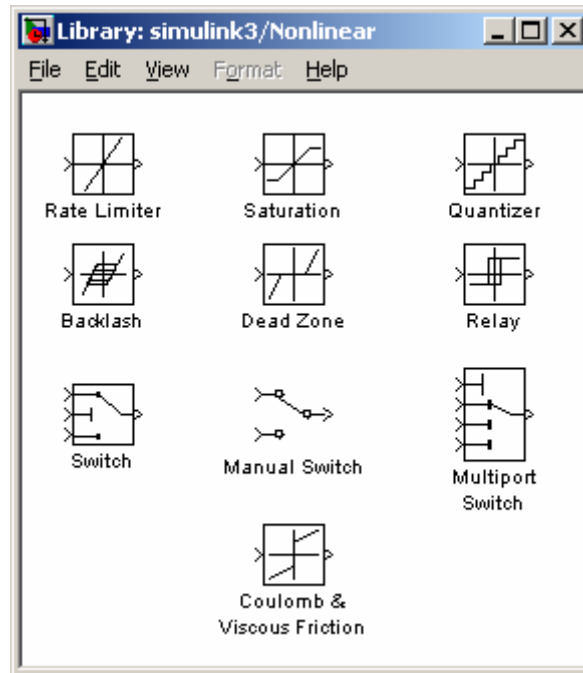 Library: simulink3/Nonlinear
File Edit View Format Help
Rate Limiter
Saturation
Quantizer
Backlash
Dead Zone
Relay
Switch
Manual Switch
Multiport
Switch
Coulomb &
Viscous Friction